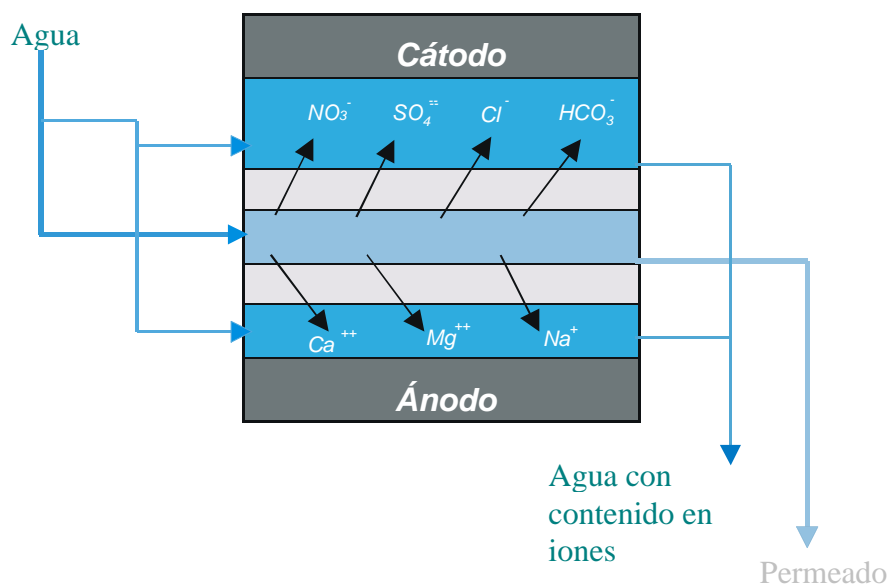 Agua
Cátodo
NO3- SO4-- Cl- HCO3-
Ca++ Mg++ Na+
Ánodo
Agua con
contenido en
iones
Permeado